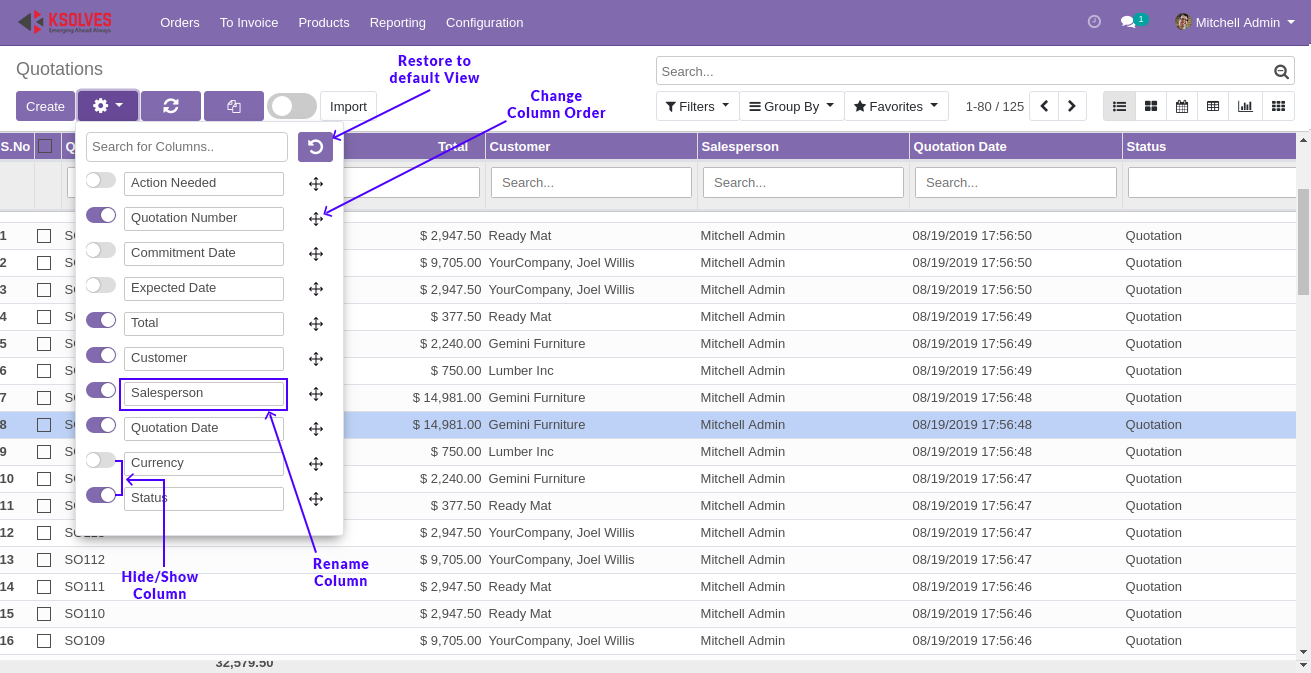 KSOLVES
Emerging Ahead Always
Orders To Invoice Products Reporting Configuration
1
Mitchell Admin
Quotations
Restore to
default View
Search...
Create
Import
Change
Column Order
Filters Group By Favorites 1-80 / 125
S.No Total Customer Salesperson Quotation Date Status
Search for Columns..
Search... Search... Search...
Action Needed
Quotation Number
Commitment Date
Expected Date
Total
Customer
Salesperson
Quotation Date
Currency
Status
1 $ 2,947.50 Ready Mat Mitchell Admin 08/19/2019 17:56:50 Quotation
2 $ 9,705.00 YourCompany, Joel Willis Mitchell Admin 08/19/2019 17:56:50 Quotation
3 $ 2,947.50 YourCompany, Joel Willis Mitchell Admin 08/19/2019 17:56:50 Quotation
4 $ 377.50 Ready Mat Mitchell Admin 08/19/2019 17:56:49 Quotation
5 $ 2,240.00 Gemini Furniture Mitchell Admin 08/19/2019 17:56:49 Quotation
6 $ 750.00 Lumber Inc Mitchell Admin 08/19/2019 17:56:49 Quotation
7 $ 14,981.00 Gemini Furniture Mitchell Admin 08/19/2019 17:56:48 Quotation
8 $ 14,981.00 Gemini Furniture Mitchell Admin 08/19/2019 17:56:48 Quotation
9 $ 750.00 Lumber Inc Mitchell Admin 08/19/2019 17:56:48 Quotation
10 $ 2,240.00 Gemini Furniture Mitchell Admin 08/19/2019 17:56:47 Quotation
11 $ 377.50 Ready Mat Mitchell Admin 08/19/2019 17:56:47 Quotation
12 $ 2,947.50 YourCompany, Joel Willis Mitchell Admin 08/19/2019 17:56:47 Quotation
13 SO112 $ 9,705.00 YourCompany, Joel Willis Mitchell Admin 08/19/2019 17:56:47 Quotation
14 SO111 $ 2,947.50 Ready Mat Mitchell Admin 08/19/2019 17:56:46 Quotation
15 SO110 $ 2,947.50 Ready Mat Mitchell Admin 08/19/2019 17:56:46 Quotation
16 SO109 $ 9,705.00 YourCompany, Joel Willis Mitchell Admin 08/19/2019 17:56:46 Quotation
Hide/Show
Column
Rename
Column
32,579.50